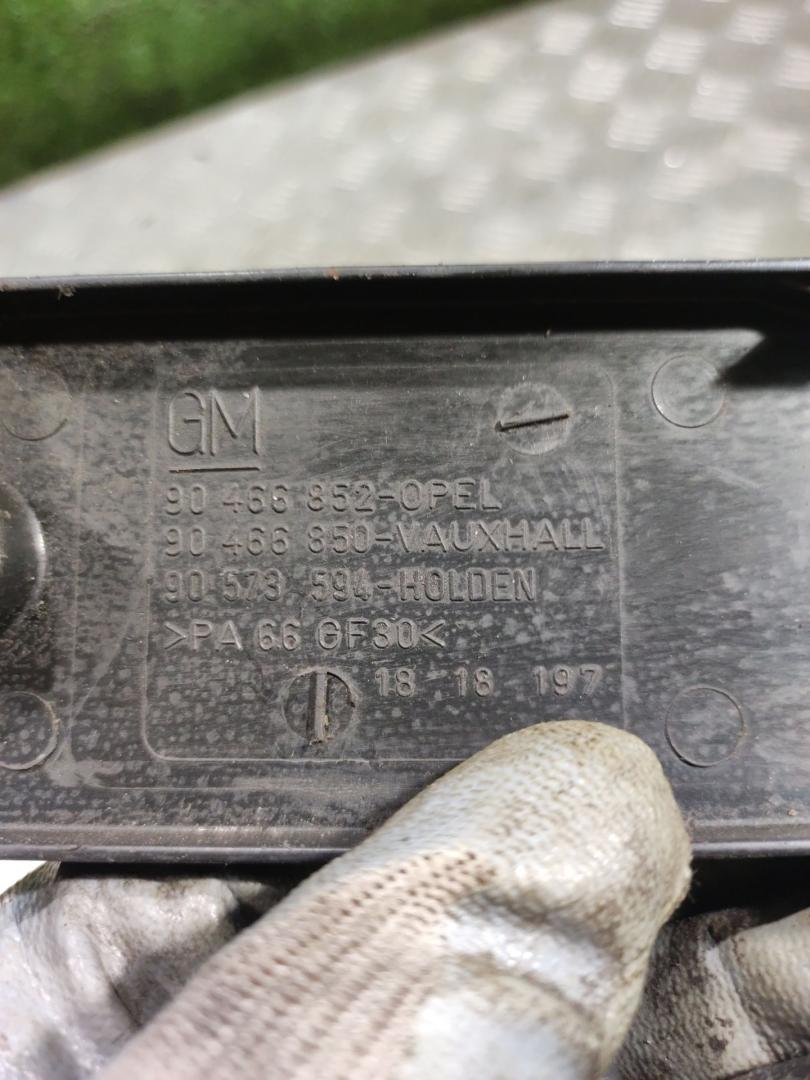 GM
90 466 852-OPEL
90 466 850-VAUXHALL
90 573 594-HOLDEN
>PA 66 GF30<
18 18 197